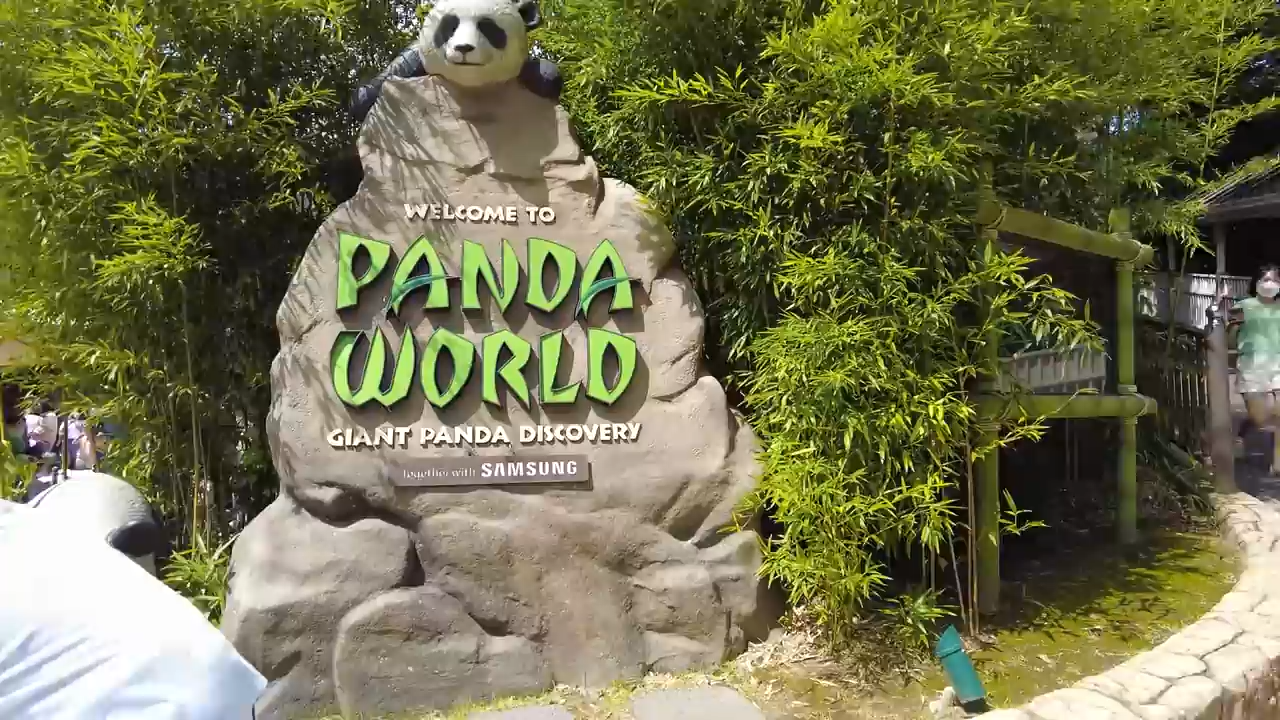 WELCOME TO
PANDA
WORLD
GIANT PANDA DISCOVERY
together with SAMSUNG